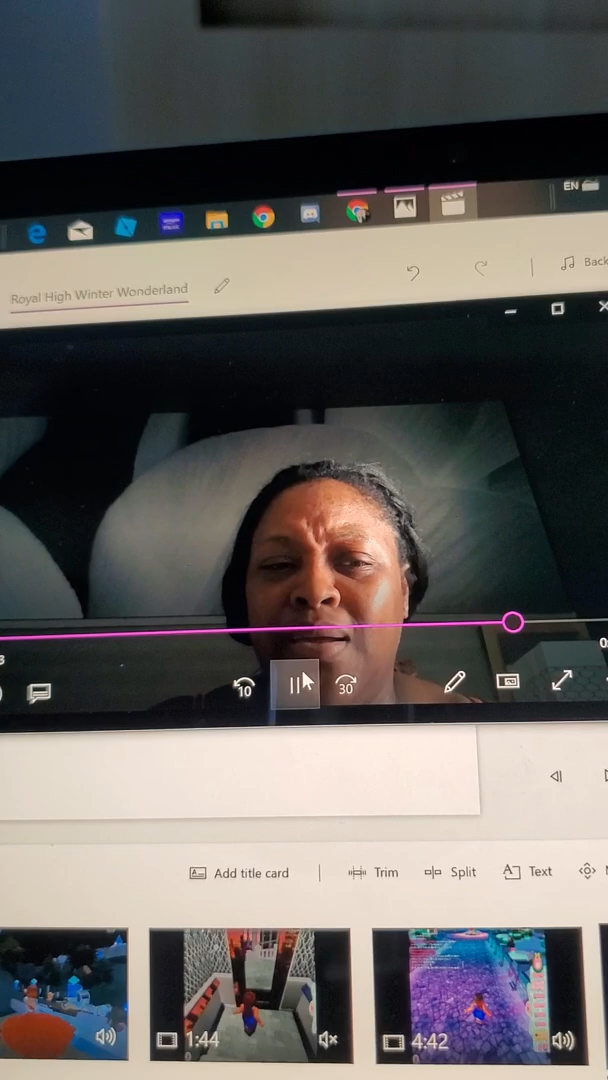 EN
Royal High Winter Wonderland
Back
10
30
Add title card
Trim
Split
Text
1:44
4:42